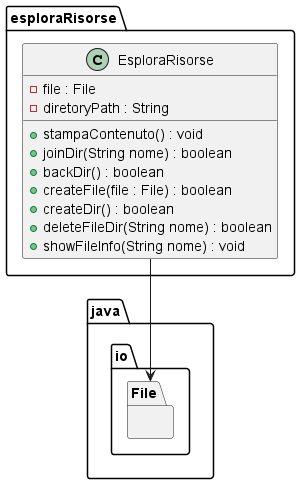 esploraRisorse
C EsploraRisorse
file : File
diretoryPath : String
stampaContenuto() : void
joinDir(String nome) : boolean
backDir() : boolean
createFile(file : File) : boolean
createDir() : boolean
deleteFileDir(String nome) : boolean
showFileInfo(String nome) : void
java
io
File